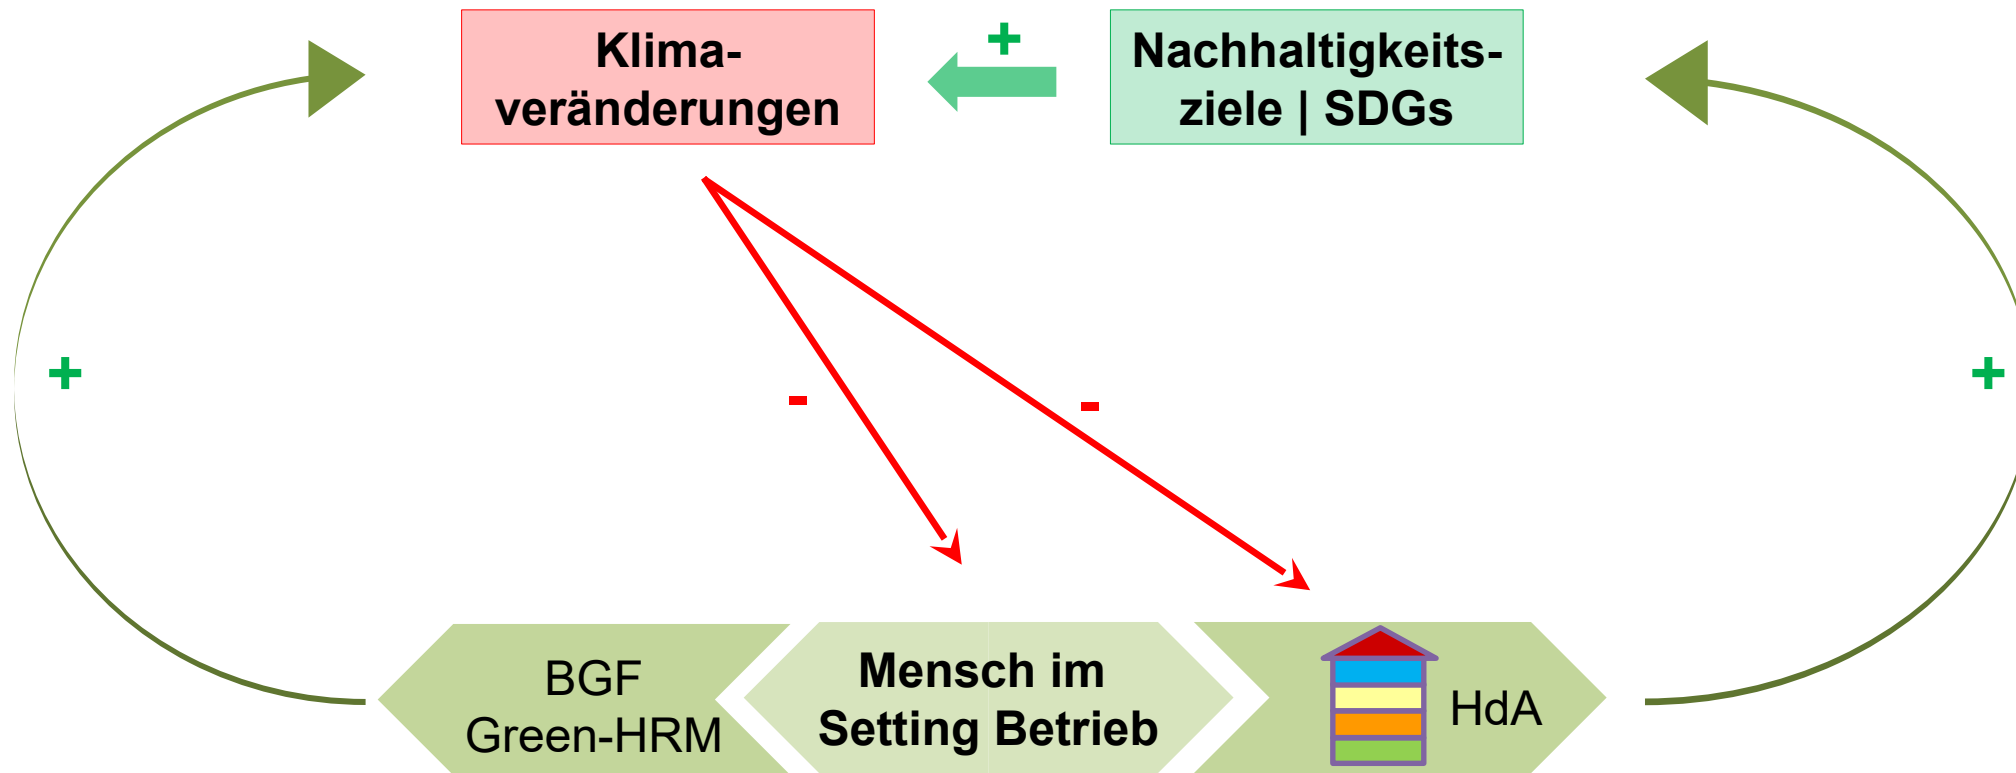 Klima-
veränderungen
+
Nachhaltigkeits-
ziele | SDGs
+
+
-
-
BGF
Green-HRM
Mensch im
Setting Betrieb
HdA